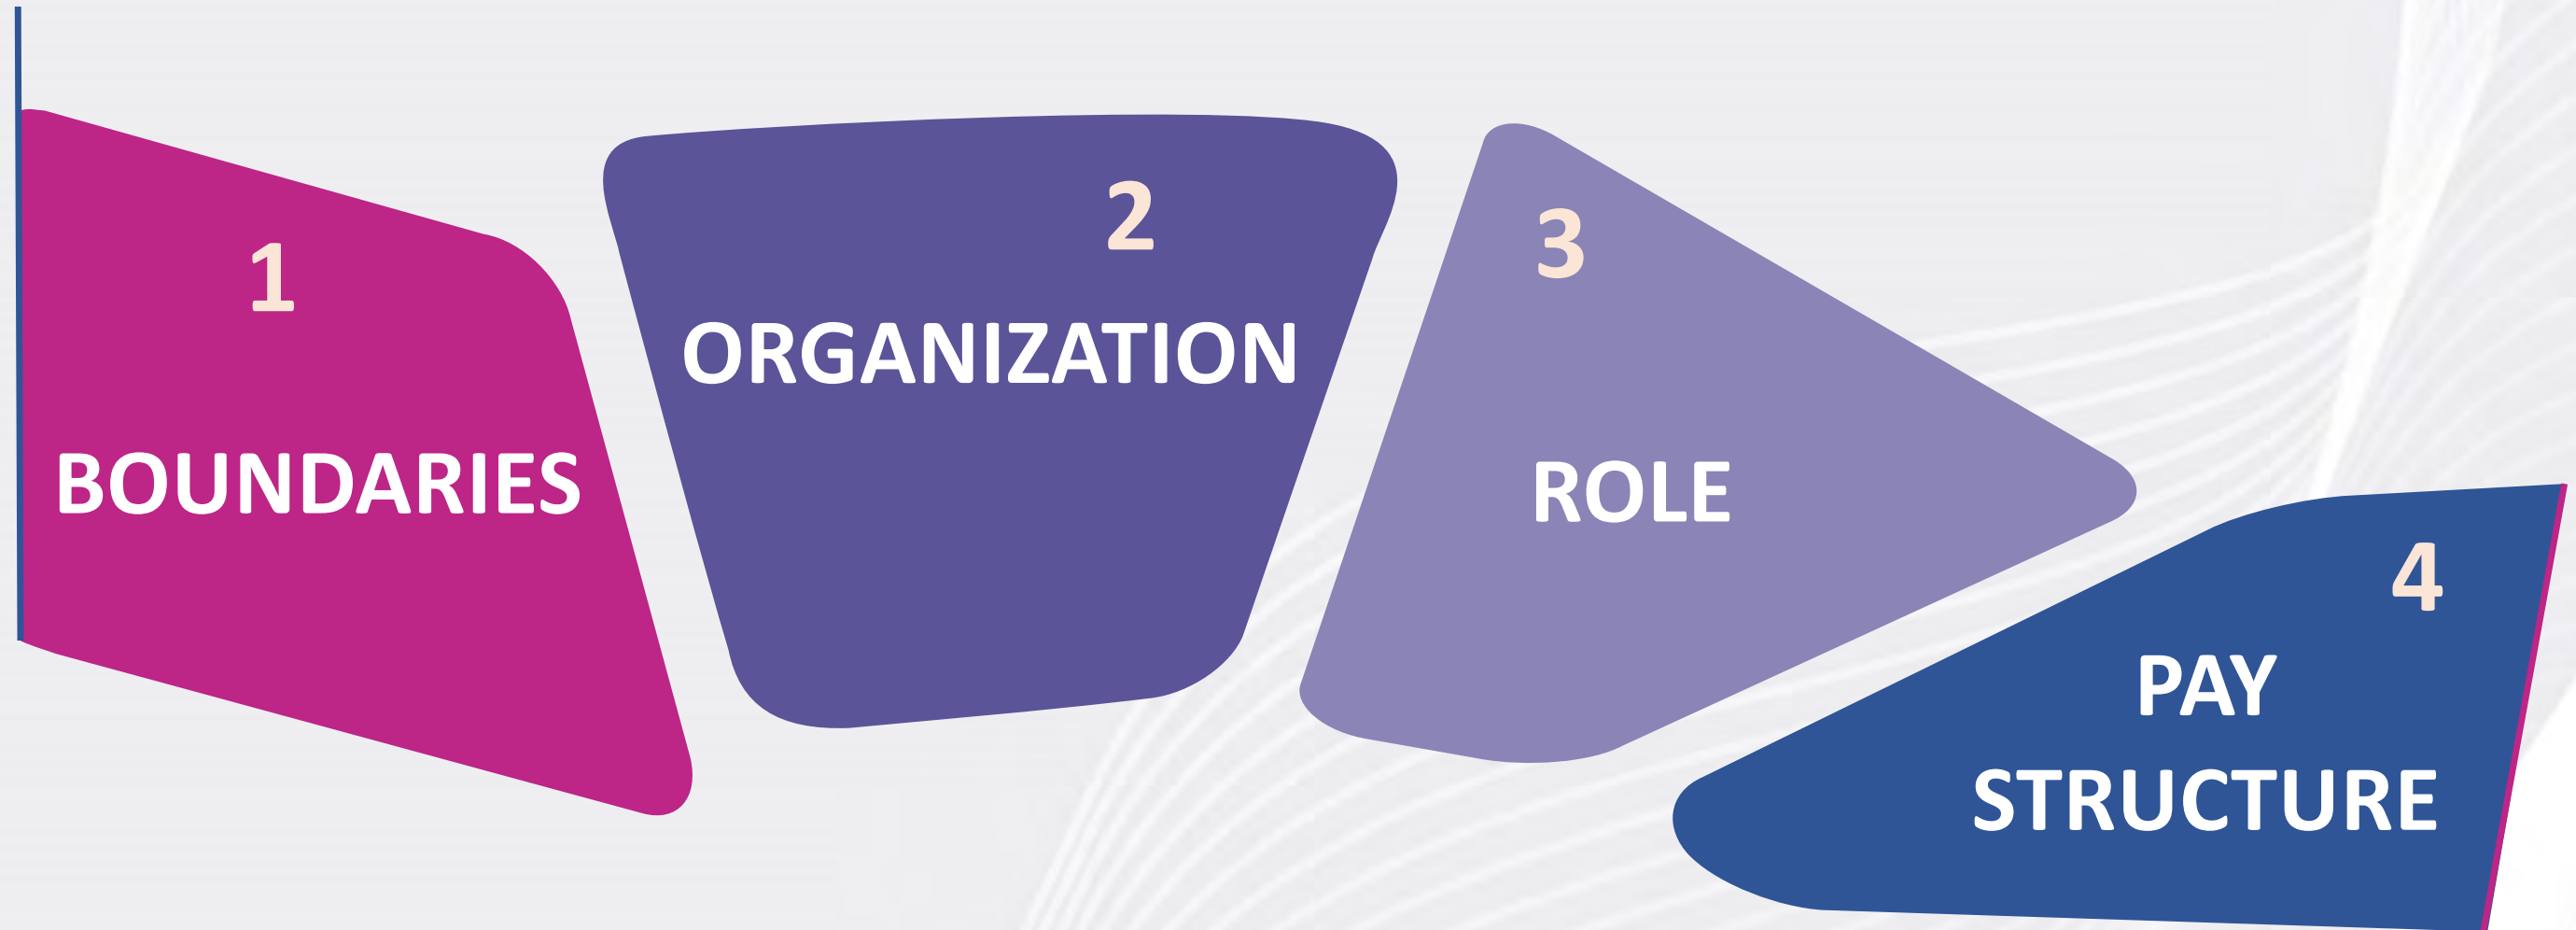 1
BOUNDARIES
2
ORGANIZATION
3
ROLE
4
PAY
STRUCTURE